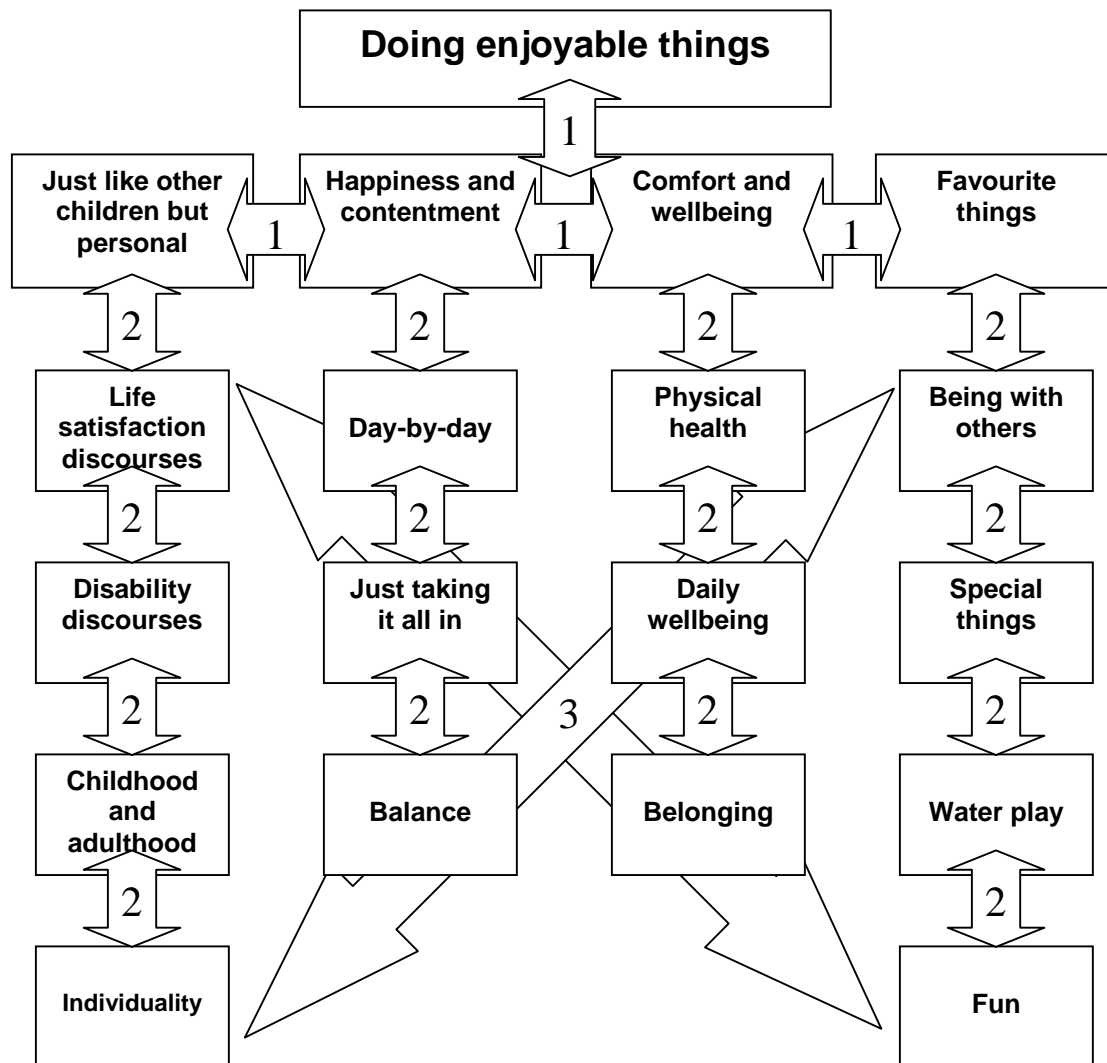 Doing enjoyable things
1
Just like other
children but
personal
1
Happiness and
contentment
1
Comfort and
wellbeing
1
Favourite
things
2
2
2
2
Life
satisfaction
discourses
Day-by-day
Physical
health
Being with
others
2
2
2
2
Disability
discourses
Just taking
it all in
Daily
wellbeing
Special
things
2
2
3
2
2
Childhood
and
adulthood
Balance
Belonging
Water play
2
2
Individuality
Fun